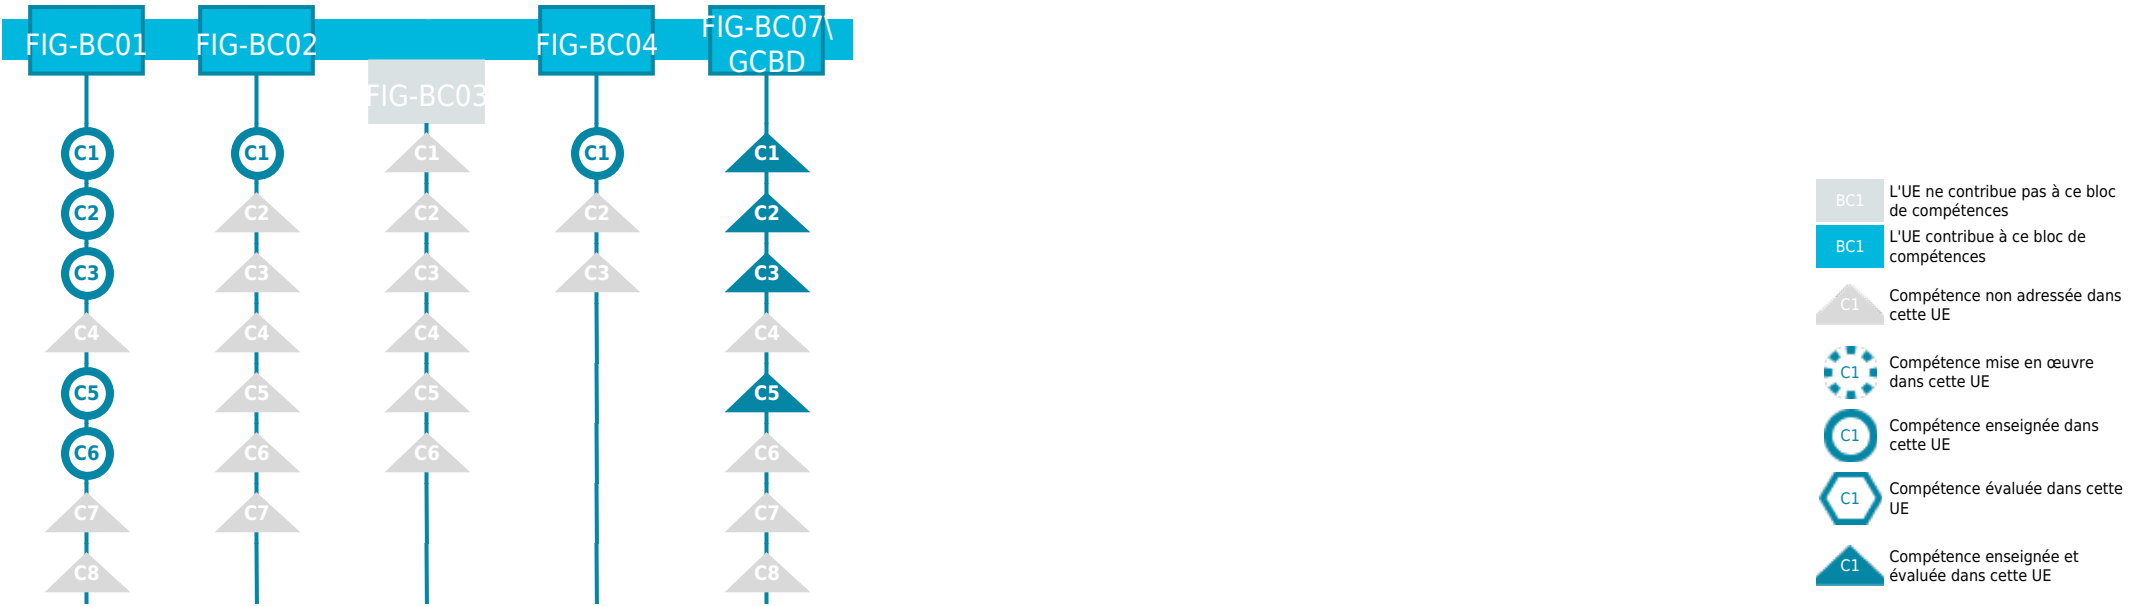 FIG-BC01
FIG-BC02
FIG-BC03
FIG-BC04
FIG-BC07\
GCBD
C1
C2
C3
C4
C5
C6
C7
C8
C1
C2
C3
C4
C5
C6
C7
C1
C2
C3
C4
C5
C6
C1
C2
C3
C1
C2
C3
C4
C5
C6
C7
C8
BC1
L'UE ne contribue pas à ce bloc
de compétences
BC1
L'UE contribue à ce bloc de
compétences
C1
Compétence non adressée dans
cette UE
C1
Compétence mise en œuvre
dans cette UE
C1
Compétence enseignée dans
cette UE
C1
Compétence évaluée dans cette
UE
C1
Compétence enseignée et
évaluée dans cette UE